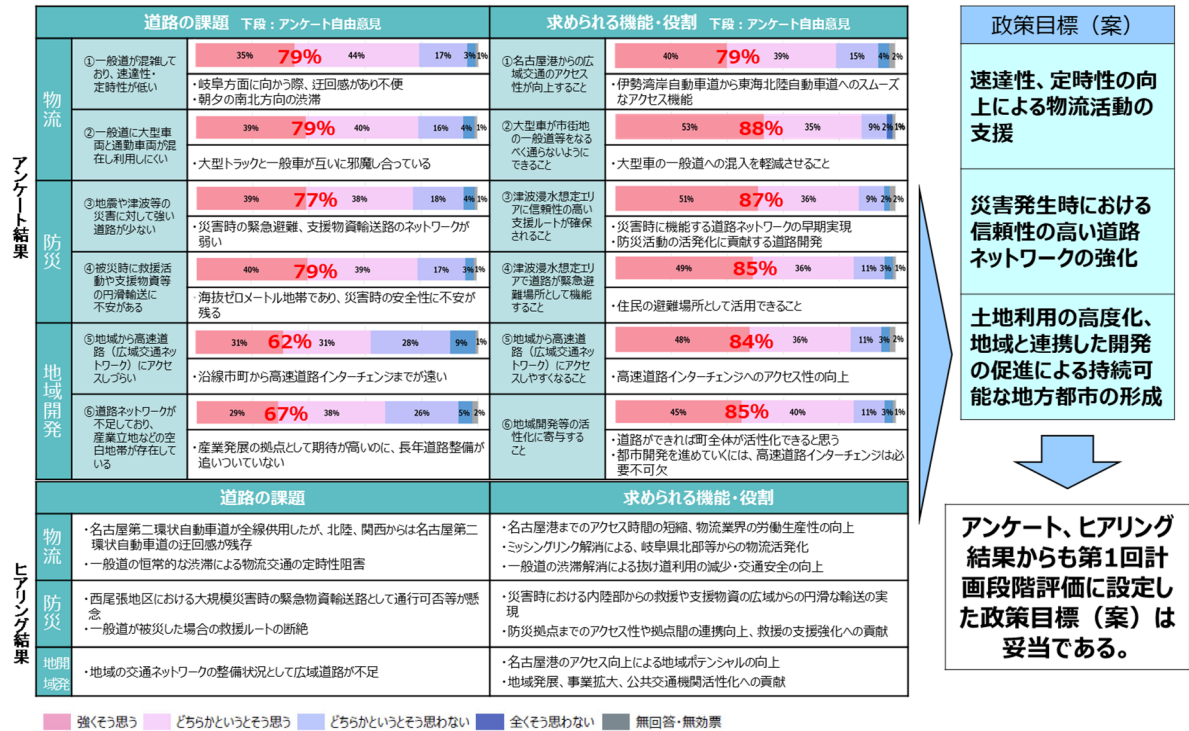 道路の課題 下段：アンケート自由意見
求められる機能・役割 下段：アンケート自由意見
アンケート結果
物流
①一般道が混雑して
おり、速達性・
定時性が低い
35% 79% 44% 17% 3% 1%
・岐阜方面に向かう際、迂回感があり不便
・朝夕の南北方向の渋滞
①名古屋港からの広
域交通のアクセス
性が向上すること
40% 79% 39% 15% 4% 2%
・伊勢湾岸自動車道から東海北陸自動車道へのスムーズ
なアクセス機能
②一般道に大型車
両と通勤車両が混
在し利用しにくい
39% 79% 40% 16% 4% 1%
・大型トラックと一般車が互いに邪魔し合っている
②大型車が市街地
の一般道等をなる
べく通らないように
できること
53% 88% 35% 9% 2% 1%
・大型車の一般道への混入を軽減させること
防災
③地震や津波等の
災害に対して強い
道路が少ない
39% 77% 38% 18% 4% 1%
・災害時の緊急避難、支援物資輸送路のネットワークが
弱い
③津波浸水想定エリ
アに信頼性の高い
支援ルートが確保
されること
51% 87% 36% 9% 2% 2%
・災害時に機能する道路ネットワークの早期実現
・防災活動の活発化に貢献する道路開発
④被災時に救援活
動や支援物資等
の円滑輸送に
不安がある
40% 79% 39% 17% 3% 1%
・海抜ゼロメートル地帯であり、災害時の安全性に不安が
残る
④津波浸水想定エリ
アで道路が緊急避
難場所として機能
すること
49% 85% 36% 11% 3% 1%
・住民の避難場所として活用できること
地域開発
⑤地域から高速道
路（広域交通ネッ
トワーク）にアクセ
スしづらい
31% 62% 31% 28% 9% 1%
・沿線市町から高速道路インターチェンジまでが遠い
⑤地域から高速道
路（広域交通ネッ
トワーク）にアクセ
スしやすくなること
48% 84% 36% 11% 3% 2%
・高速道路インターチェンジへのアクセス性の向上
⑥道路ネットワークが
不足しており、
産業立地などの空
白地帯が存在して
いる
29% 67% 38% 26% 5% 2%
・産業発展の拠点として期待が高いのに、長年道路整備が
追いついていない
⑥地域開発等の活
性化に寄与する
こと
45% 85% 40% 11% 3% 1%
・道路ができれば町全体が活性化できると思う
・都市開発を進めていくには、高速道路インターチェンジは必
要不可欠
ヒアリング結果
道路の課題
求められる機能・役割
物流
・名古屋第二環状自動車道が全線供用したが、北陸、関西からは名古屋第二
環状自動車道の迂回感が残存
・一般道の恒常的な渋滞による物流交通の定時性阻害
・名古屋港までのアクセス時間の短縮、物流業界の労働生産性の向上
・ミッシングリンク解消による、岐阜県北部等からの物流活発化
・一般道の渋滞解消による抜け道利用の減少・交通安全の向上
防災
・西尾張地区における大規模災害時の緊急物資輸送路として通行可否等が懸
念
・一般道が被災した場合の救援ルートの断絶
・災害時における内陸部からの救援や支援物資の広域からの円滑な輸送の実
現
・防災拠点までのアクセス性や拠点間の連携向上、救援の支援強化への貢献
地域開発
・地域の交通ネットワークの整備状況として広域道路が不足
・名古屋港のアクセス向上による地域ポテンシャルの向上
・地域発展、事業拡大、公共交通機関活性化への貢献
強くそう思う どちらかというとそう思う どちらかというとそう思わない 全くそう思わない 無回答・無効票
政策目標（案）
速達性、定時性の向
上による物流活動の
支援
災害発生時における
信頼性の高い道路
ネットワークの強化
土地利用の高度化、
地域と連携した開発
の促進による持続可
能な地方都市の形成
アンケート、ヒアリング
結果からも第1回計
画段階評価に設定し
た政策目標（案）は
妥当である。